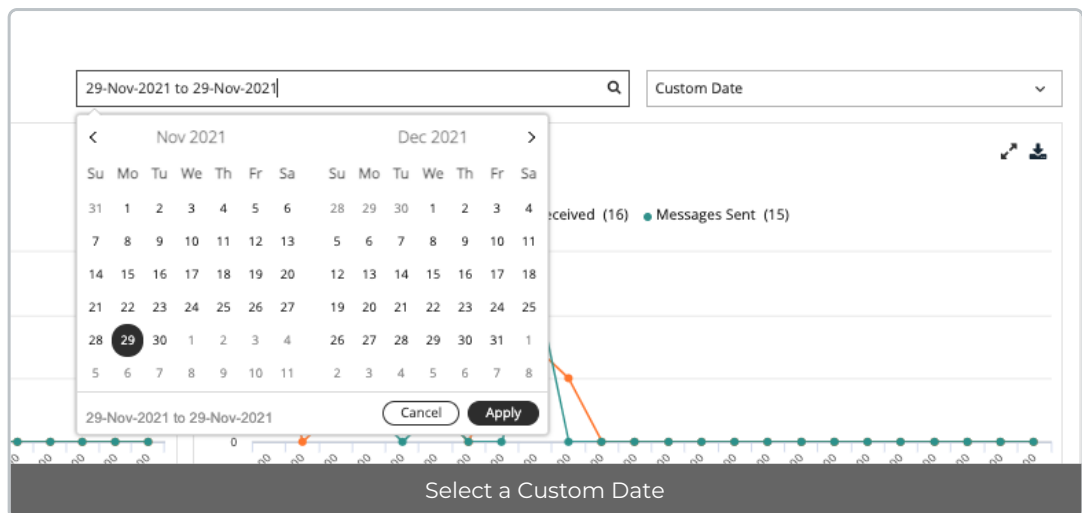 29-Nov-2021 to 29-Nov-2021
Custom Date
Nov 2021 Dec 2021
Su Mo Tu We Th Fr Sa Su Mo Tu We Th Fr Sa
31 1 2 3 4 5 6 28 29 30 1 2 3 4
(16) Messages Sent (15)
7 8 9 10 11 12 13 5 6 7 8 9 10 11
14 15 16 17 18 19 20 12 13 14 15 16 17 18
21 22 23 24 25 26 27 19 20 21 22 23 24 25
28 29 30 1 2 3 4 26 27 28 29 30 31 1
5 6 7 8 9 10 11 2 3 4 5 6 7 8
29-Nov-2021 to 29-Nov-2021
Cancel Apply
0
Select a Custom Date